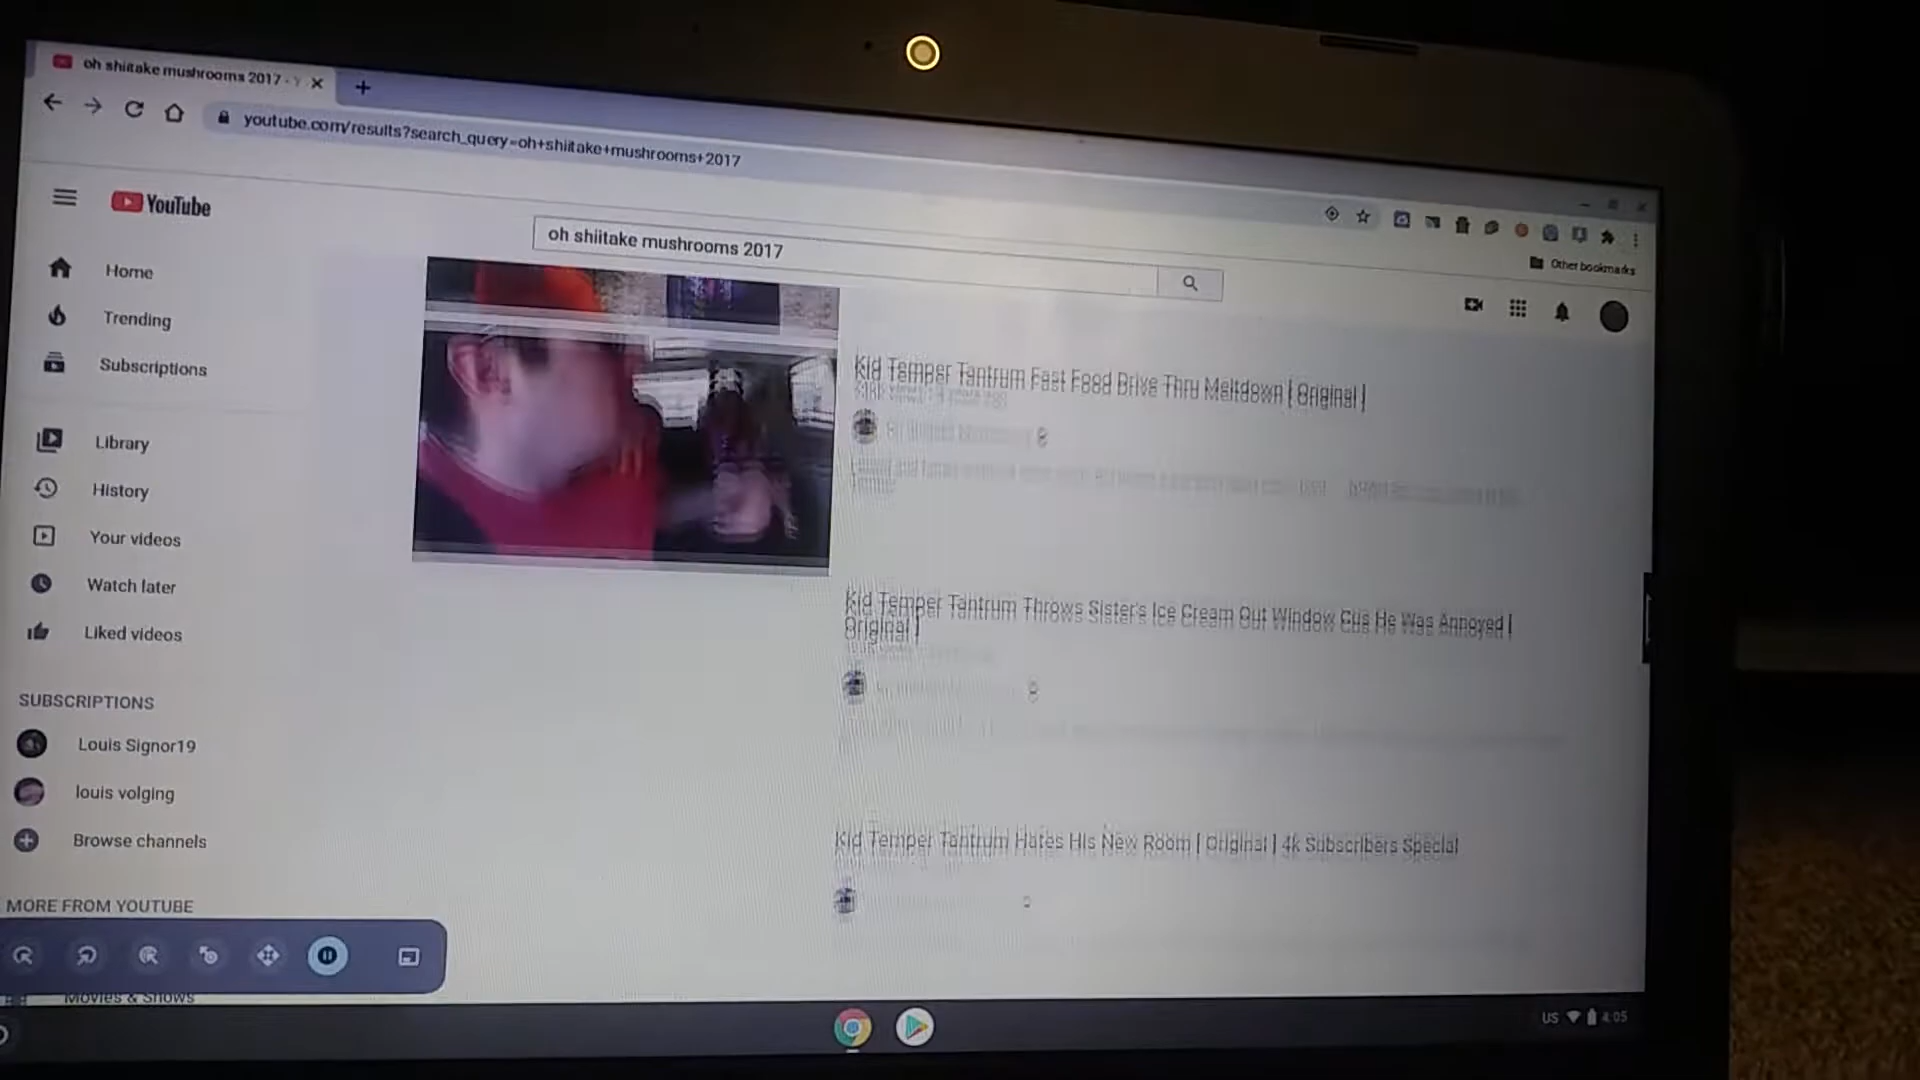 oh shiitake mushrooms 2017 - Y
youtube.com/results?search_query=oh+shiitake+mushrooms+2017
Other bookmarks
YouTube
oh shiitake mushrooms 2017
Home
Trending
Subscriptions
Library
History
Your videos
Watch later
Liked videos
SUBSCRIPTIONS
Louis Signor19
louis volging
Browse channels
MORE FROM YOUTUBE
Movies & Shows
Kid Temper Tantrum Fast Food Drive Thru Meltdown [ Original ]
Kid Temper Tantrum Throws Sister's Ice Cream Out Window Cus He Was Annoyed [
Original ]
Kid Temper Tantrum Hates His New Room [ Original ] 4k Subscribers Special
US 4:05